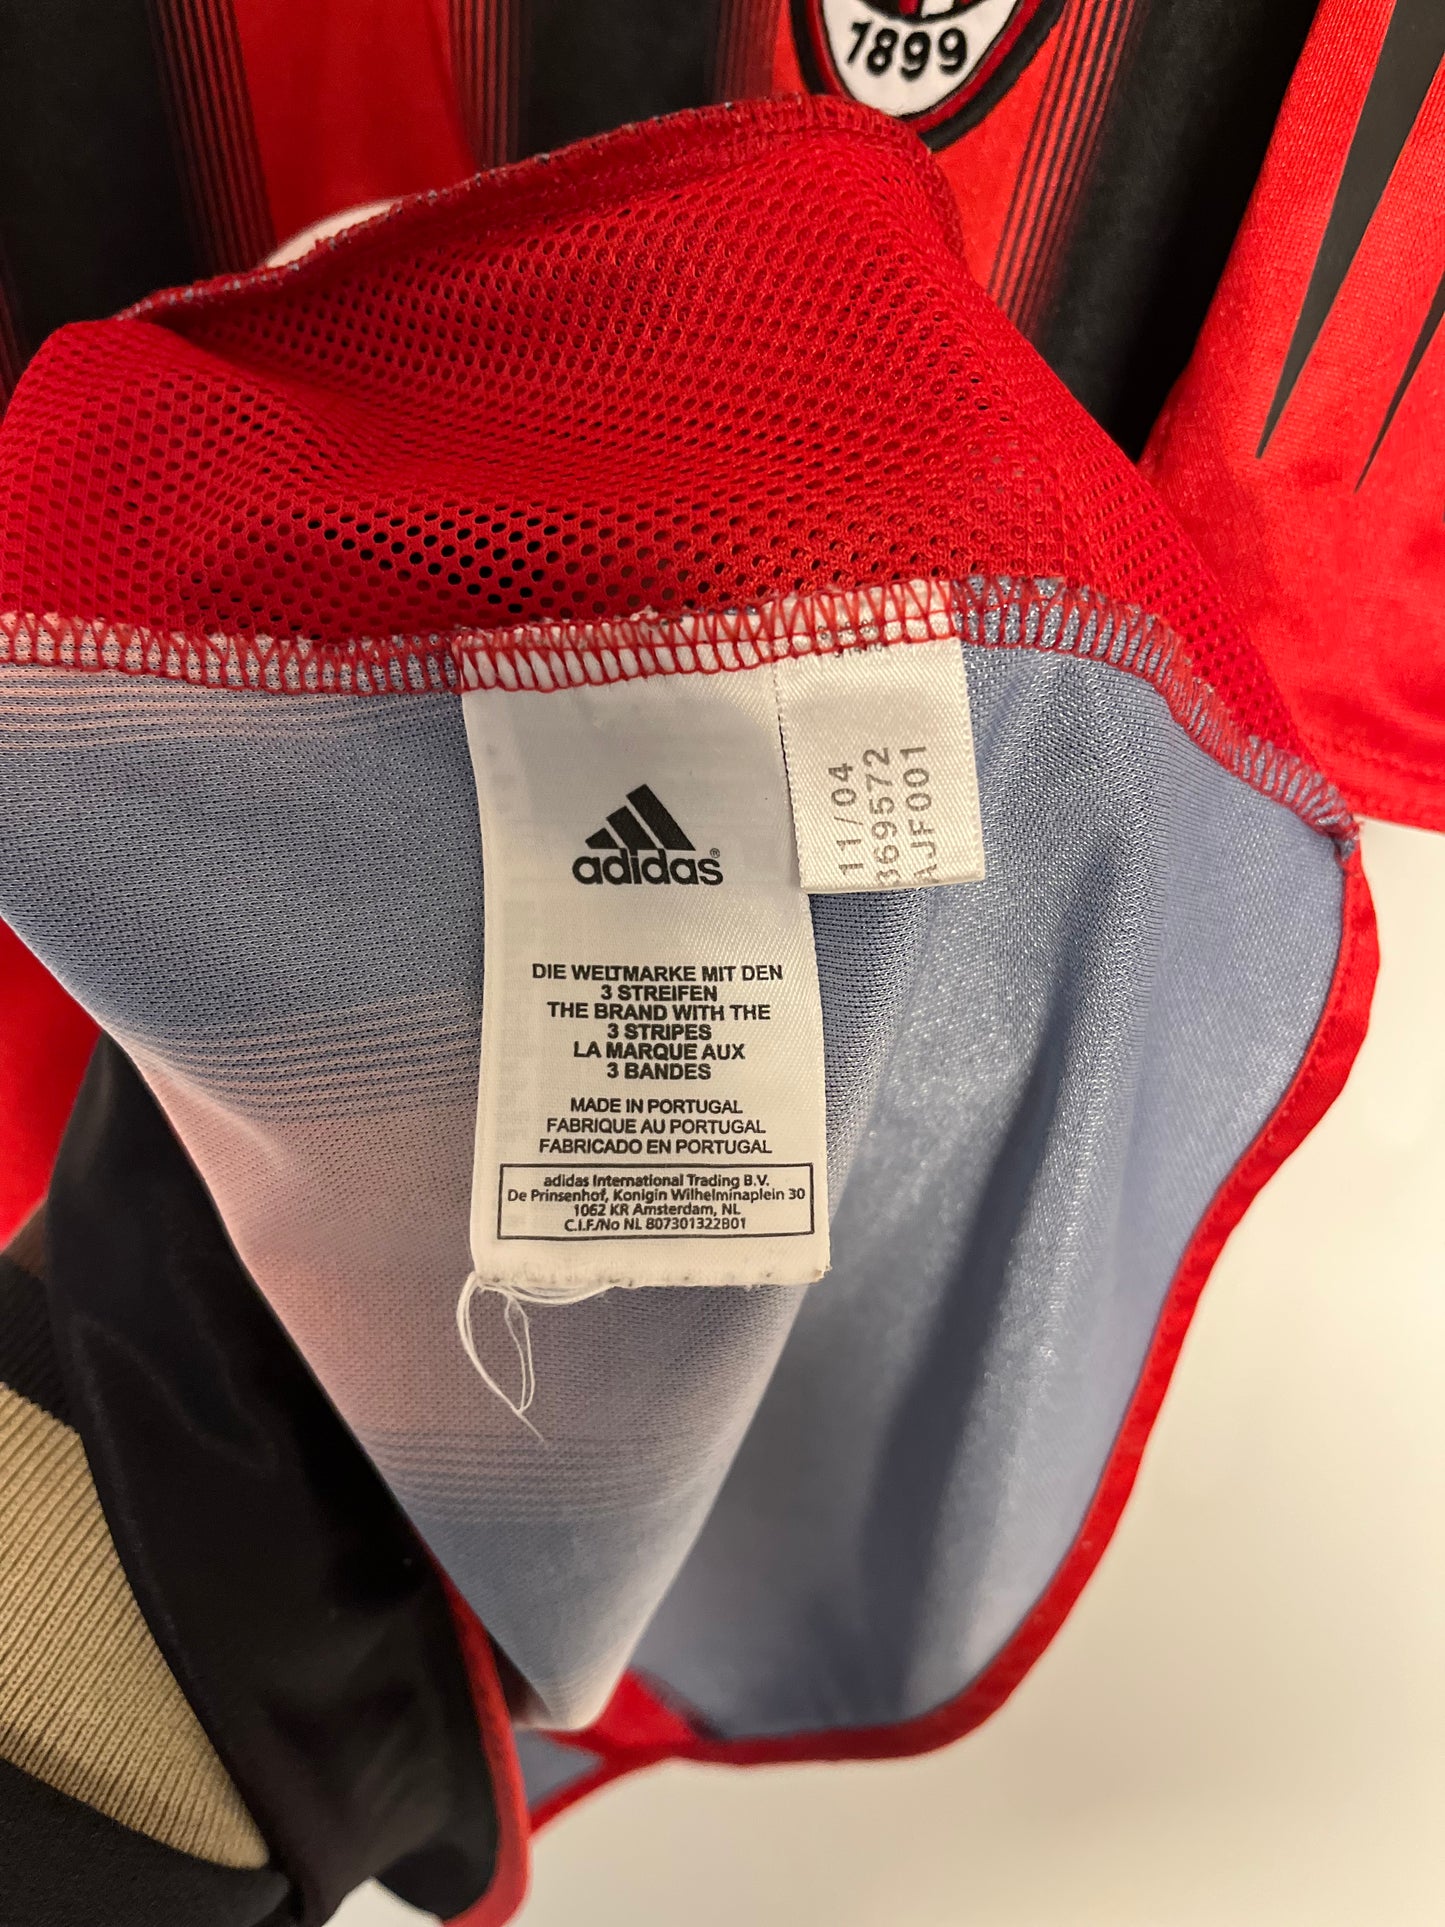 1899
adidas
DIE WELTMARKE MIT DEN
3 STREIFEN
THE BRAND WITH THE
3 STRIPES
LA MARQUE AUX
3 BANDES
MADE IN PORTUGAL
FABRIQUE AU PORTUGAL
FABRICADO EN PORTUGAL
adidas International Trading B.V.
De Prinsenhof, Konigin Wilhelminaplein 30
1062 KR Amsterdam, NL
C.I.F./No NL 807301322B01
11/04
369572
AJF001